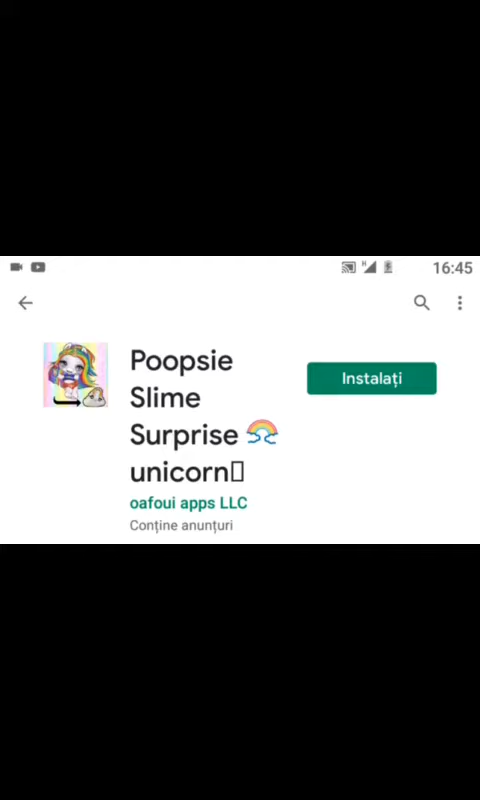 H
16:45
Poopsie
Slime
Surprise 🌈
unicorn▯
Instalați
oafoui apps LLC
Conține anunțuri